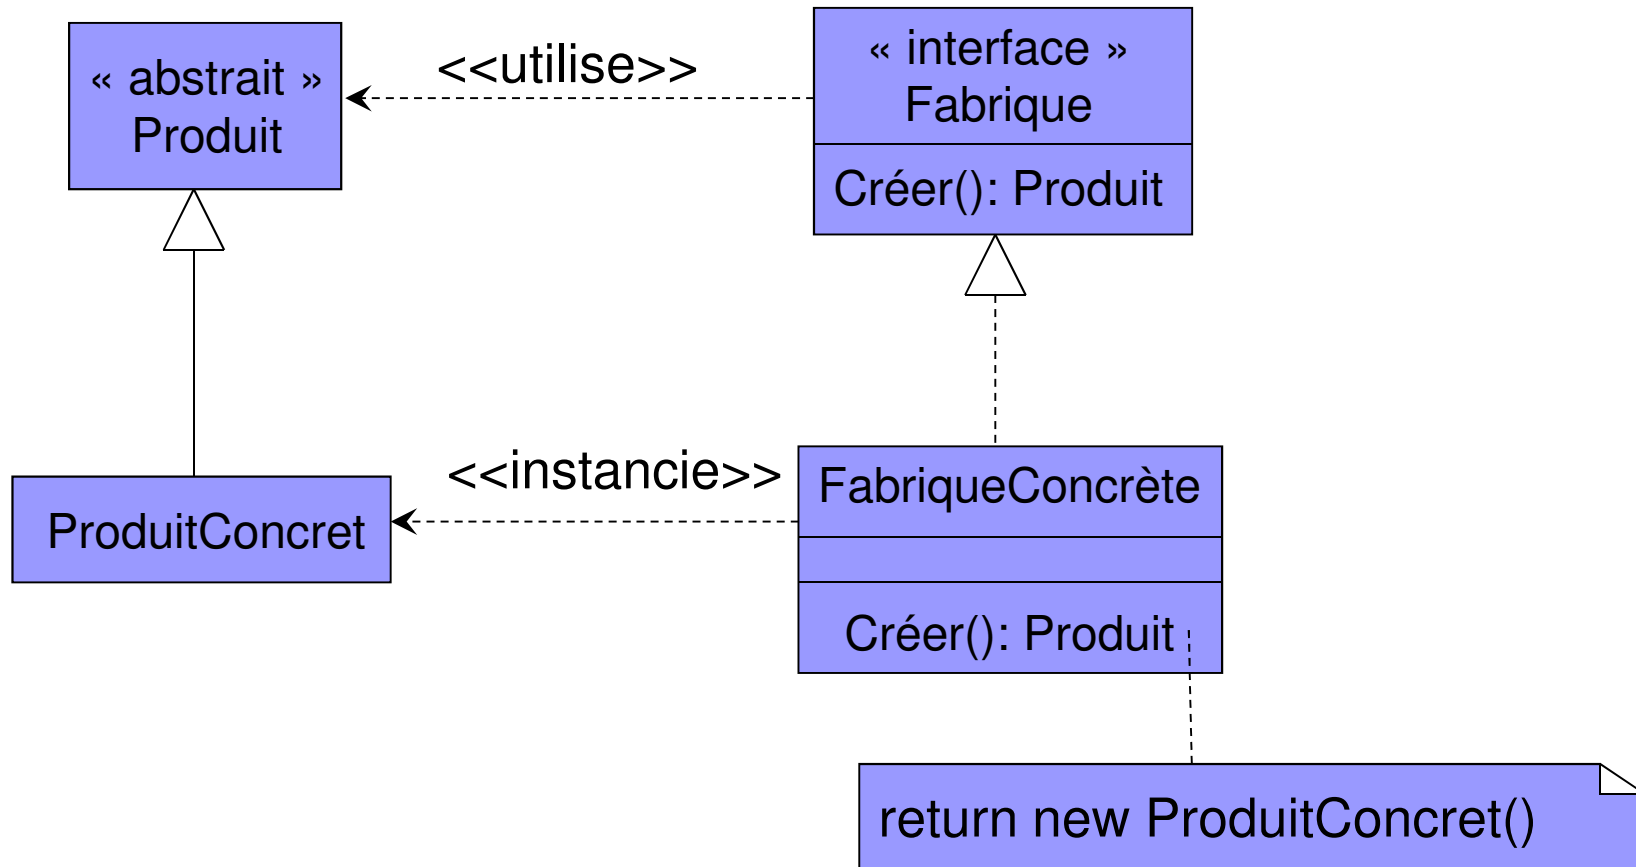 « abstrait »
Produit
<<utilise>>
« interface »
Fabrique
Créer(): Produit
ProduitConcret
<<instancie>>
FabriqueConcrète
Créer(): Produit
return new ProduitConcret()